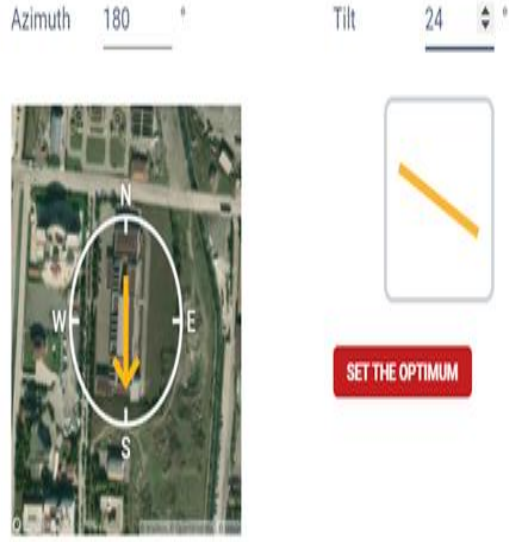 Azimuth 180 °
Tilt 24 °
N
W E
S
SET THE OPTIMUM